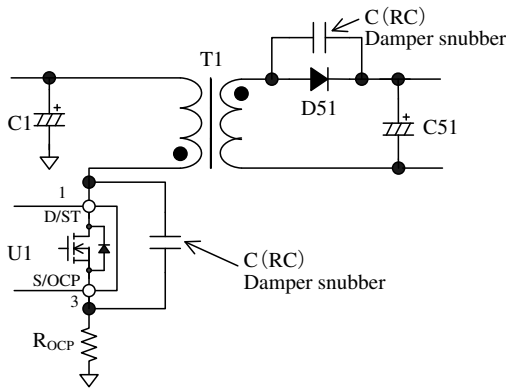 C (RC)
Damper snubber
T1
D51
C1
C51
1
D/ST
U1
C (RC)
Damper snubber
S/OCP
3
ROCP